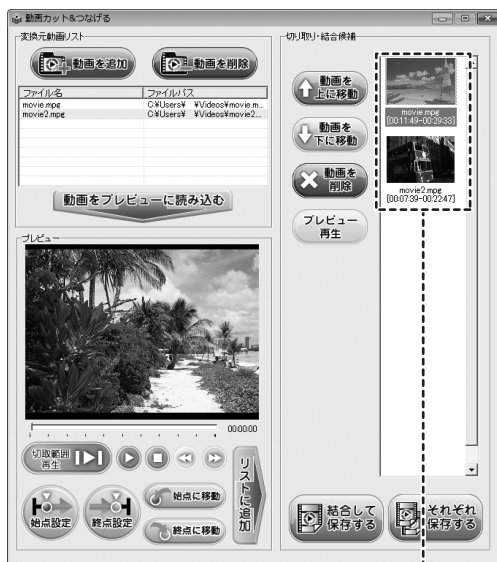 動画カット&つなげる
変換元動画リスト
動画を追加
動画を削除
ファイル名 ファイルパス
movie.mpg C:¥Users¥ ¥Videos¥movie.m...
movie2.mpg C:¥Users¥ ¥Videos¥movie2...
動画をプレビューに読み込む
プレビュー
00:00:00
切取範囲
再生
リストに追加
始点設定
終点設定
始点に移動
終点に移動
切り取り・結合候補
動画を
上に移動
動画を
下に移動
動画を
削除
プレビュー
再生
movie.mpg
[00:11:49-00:29:33]
movie2.mpg
[00:07:39-00:22:47]
結合して
保存する
それぞれ
保存する